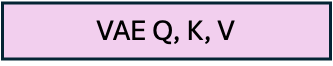 VAE Q, K, V